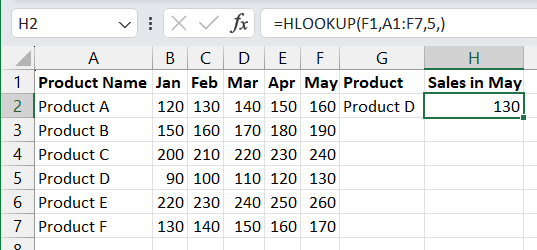 H2 fx =HLOOKUP(F1,A1:F7,5,)
A B C D E F G H
1 Product Name Jan Feb Mar Apr May Product Sales in May
2 Product A 120 130 140 150 160 Product D 130
3 Product B 150 160 170 180 190
4 Product C 200 210 220 230 240
5 Product D 90 100 110 120 130
6 Product E 220 230 240 250 260
7 Product F 130 140 150 160 170
8